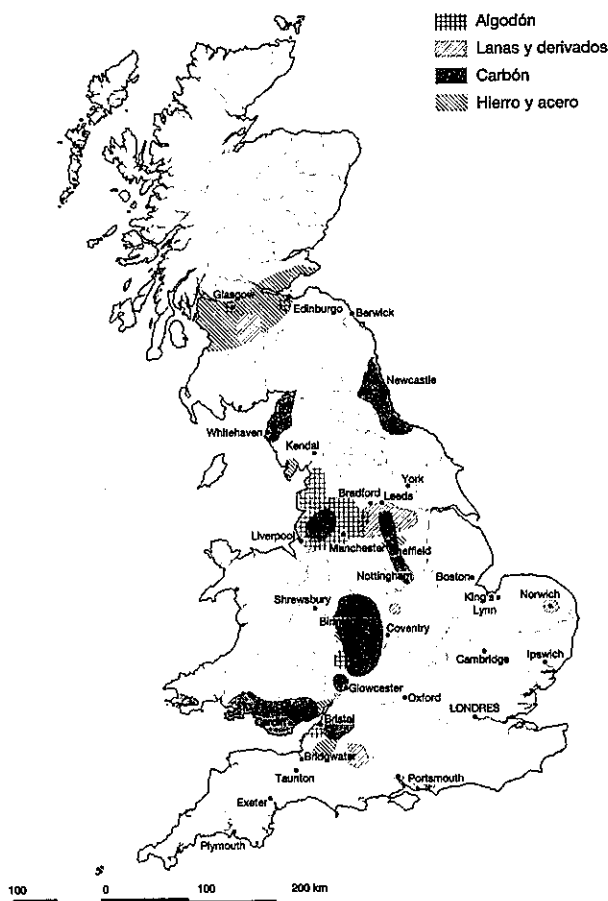 Algodón
Lanas y derivados
Carbón
Hierro y acero
Glasgow
Edinburgo
Berwick
Newcastle
Whitehaven
Kendal
York
Bradford
Leeds
Liverpool
Manchester
Sheffield
Nottingham
Boston
King's
Lynn
Norwich
Shrewsbury
Coventry
Cambridge
Ipswich
Glowcester
Oxford
LONDRES
Bristol
Bridgwater
Taunton
Portsmouth
Exeter
Plymouth
100 0 100 200 km